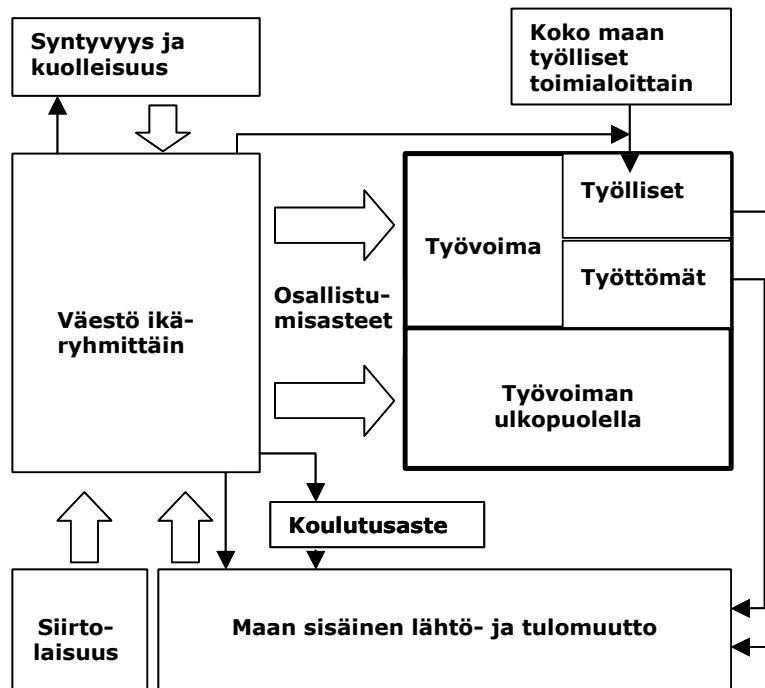 Syntyvyys ja
kuolleisuus
Koko maan
työlliset
toimialoittain
Työlliset
Työvoima
Työttömät
Osallistu-
misasteet
Väestö ikä-
ryhmittäin
Työvoiman
ulkopuolella
Koulutusaste
Siirto-
laisuus
Maan sisäinen lähtö- ja tulomuutto